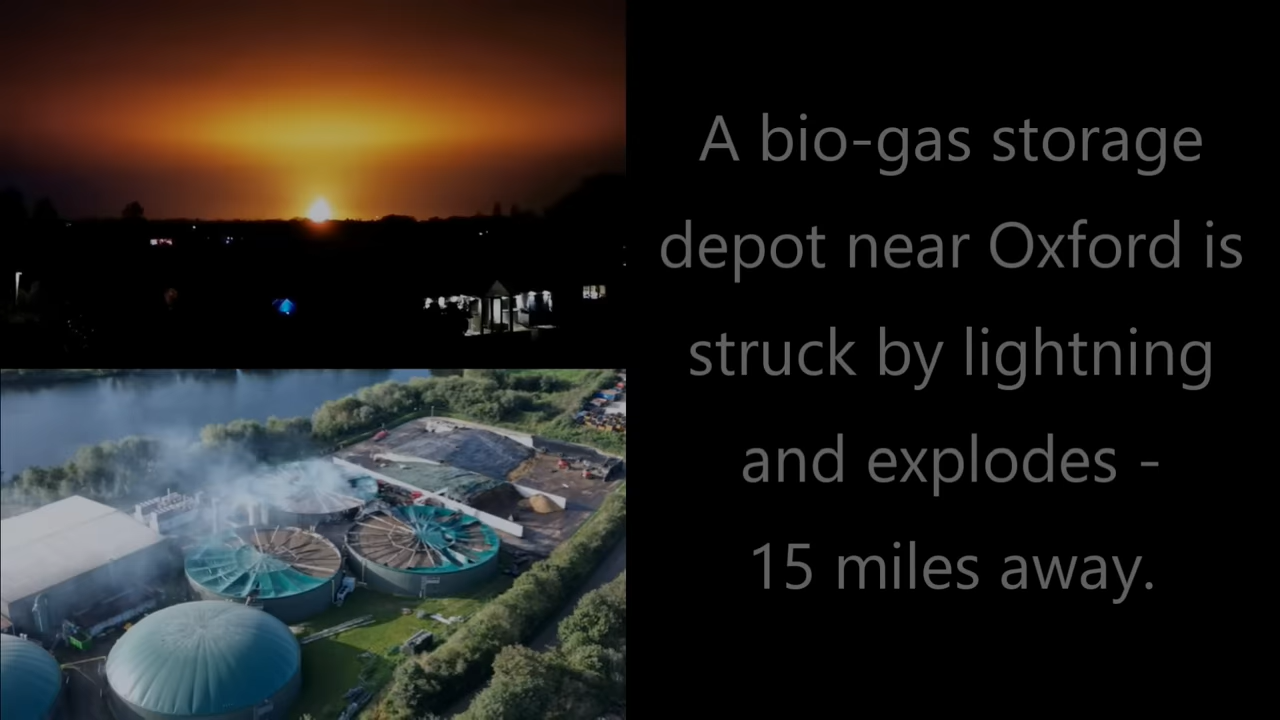 A bio-gas storage
depot near Oxford is
struck by lightning
and explodes -
15 miles away.